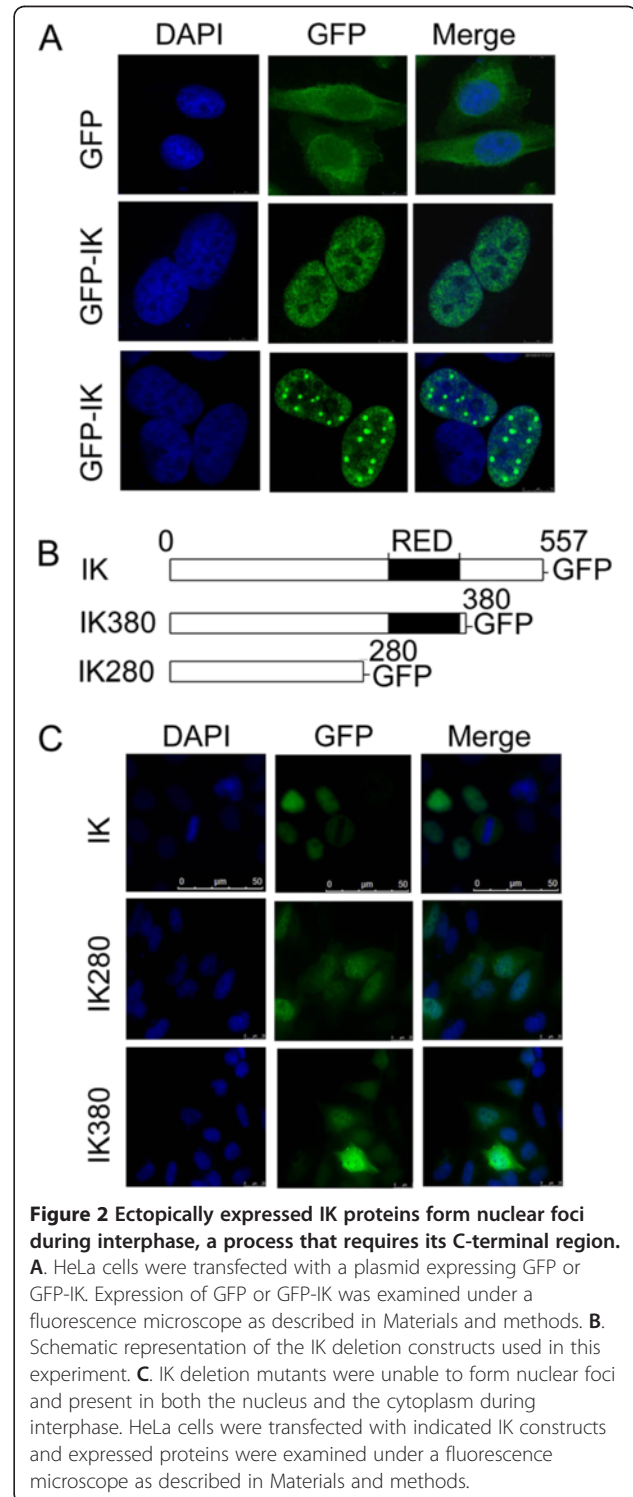 A
DAPI GFP Merge
GFP
GFP-IK
GFP-IK
B
0 RED 557
IK GFP
380
IK380 GFP
280
IK280 GFP
C
DAPI GFP Merge
IK
0 µm 50 0 µm 50 0 µm 50
IK280
IK380
Figure 2 Ectopically expressed IK proteins form nuclear foci
during interphase, a process that requires its C-terminal region.
A. HeLa cells were transfected with a plasmid expressing GFP or
GFP-IK. Expression of GFP or GFP-IK was examined under a
fluorescence microscope as described in Materials and methods. B.
Schematic representation of the IK deletion constructs used in this
experiment. C. IK deletion mutants were unable to form nuclear foci
and present in both the nucleus and the cytoplasm during
interphase. HeLa cells were transfected with indicated IK constructs
and expressed proteins were examined under a fluorescence
microscope as described in Materials and methods.